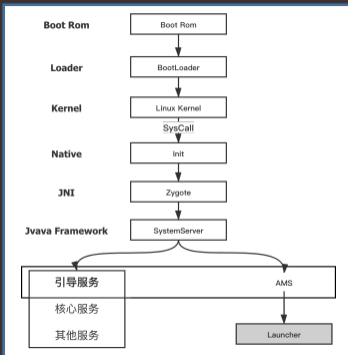 Boot Rom Boot Rom
Loader BootLoader
Kernel Linux Kernel
SysCall
Native Init
JNI Zygote
Jvava Framework SystemServer
引导服务 AMS
核心服务
其他服务 Launcher